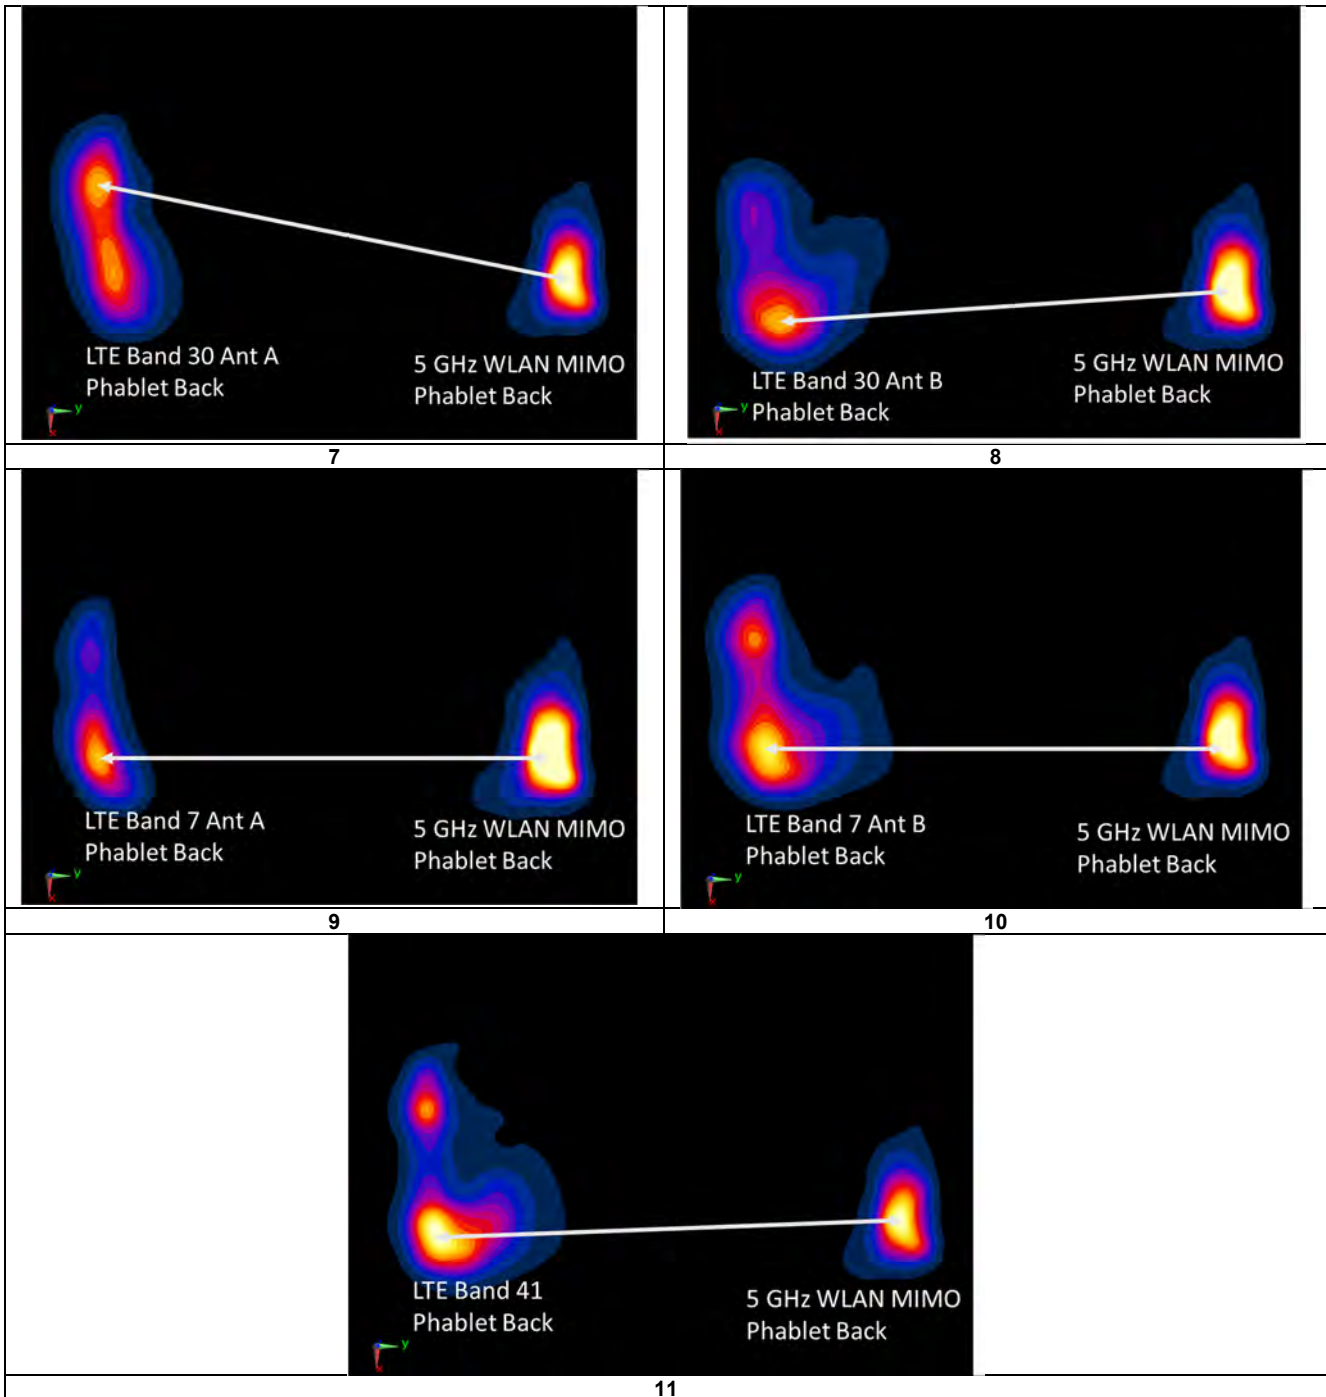 LTE Band 30 Ant A
Phablet Back
5 GHz WLAN MIMO
Phablet Back
y
x
7
LTE Band 30 Ant B
Phablet Back
5 GHz WLAN MIMO
Phablet Back
y
x
8
LTE Band 7 Ant A
Phablet Back
5 GHz WLAN MIMO
Phablet Back
y
x
9
LTE Band 7 Ant B
Phablet Back
5 GHz WLAN MIMO
Phablet Back
y
x
10
LTE Band 41
Phablet Back
5 GHz WLAN MIMO
Phablet Back
y
x
11